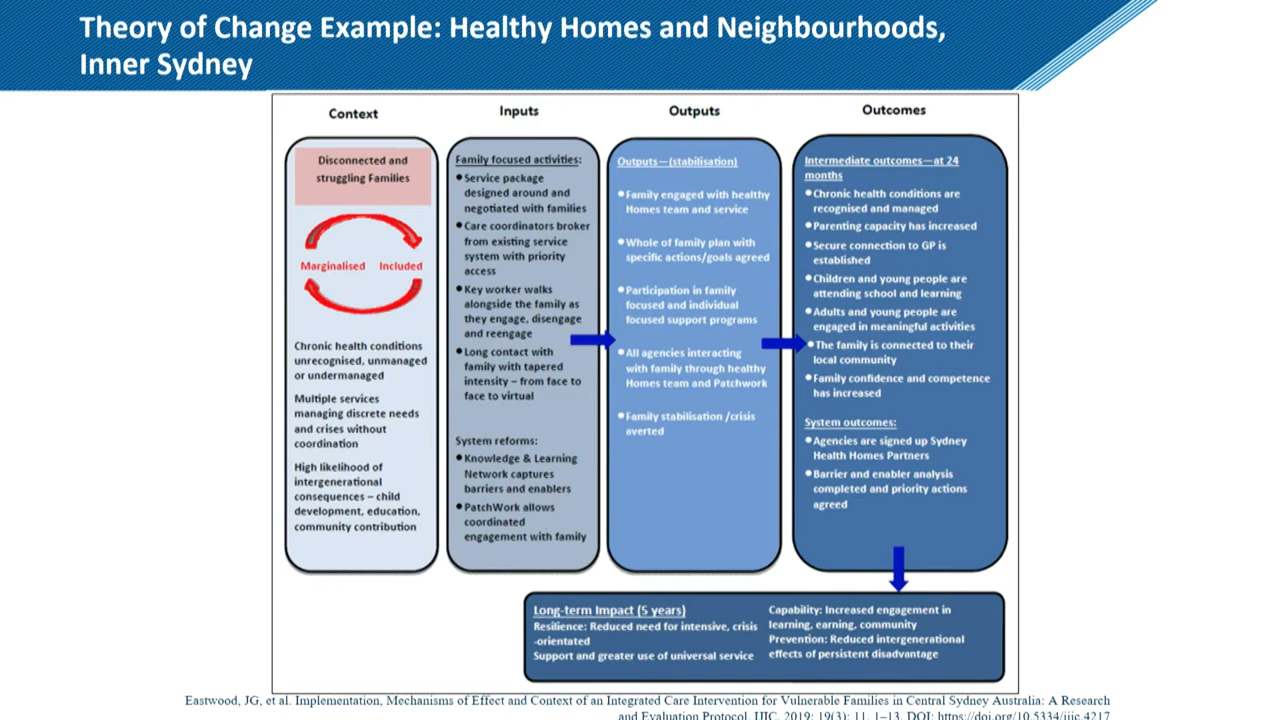 Theory of Change Example: Healthy Homes and Neighbourhoods,
Inner Sydney
Context
Disconnected and
struggling Families
Marginalised Included
Chronic health conditions
unrecognised, unmanaged
or undermanaged
Multiple services
managing discrete needs
and crises without
coordination
High likelihood of
intergenerational
consequences – child
development, education,
community contribution
Inputs
Family focused activities:
●Service package
designed around and
negotiated with families
●Care coordinators broker
from existing service
system with priority
access
●Key worker walks
alongside the family as
they engage, disengage
and reengage
●Long contact with
family with tapered
intensity – from face to
face to virtual
System reforms:
●Knowledge & Learning
Network captures
barriers and enablers
●PatchWork allows
coordinated
engagement with family
Outputs
Outputs—(stabilisation)
●Family engaged with healthy
Homes team and service
●Whole of family plan with
specific actions/goals agreed
●Participation in family
focused and individual
focused support programs
●All agencies interacting
with family through healthy
Homes team and Patchwork
●Family stabilisation /crisis
averted
Outcomes
Intermediate outcomes—at 24
months
●Chronic health conditions are
recognised and managed
●Parenting capacity has increased
●Secure connection to GP is
established
●Children and young people are
attending school and learning
●Adults and young people are
engaged in meaningful activities
●The family is connected to their
local community
●Family confidence and competence
has increased
System outcomes:
●Agencies are signed up Sydney
Health Homes Partners
●Barrier and enabler analysis
completed and priority actions
agreed
Long-term Impact (5 years)
Resilience: Reduced need for intensive, crisis
-orientated
Support and greater use of universal service
Capability: Increased engagement in
learning, earning, community
Prevention: Reduced intergenerational
effects of persistent disadvantage
Eastwood, JG, et al. Implementation, Mechanisms of Effect and Context of an Integrated Care Intervention for Vulnerable Families in Central Sydney Australia: A Research
and Evaluation Protocol. IJIC, 2019; 19(3): 11, 1–13. DOI: https://doi.org/10.5334/ijic.4217